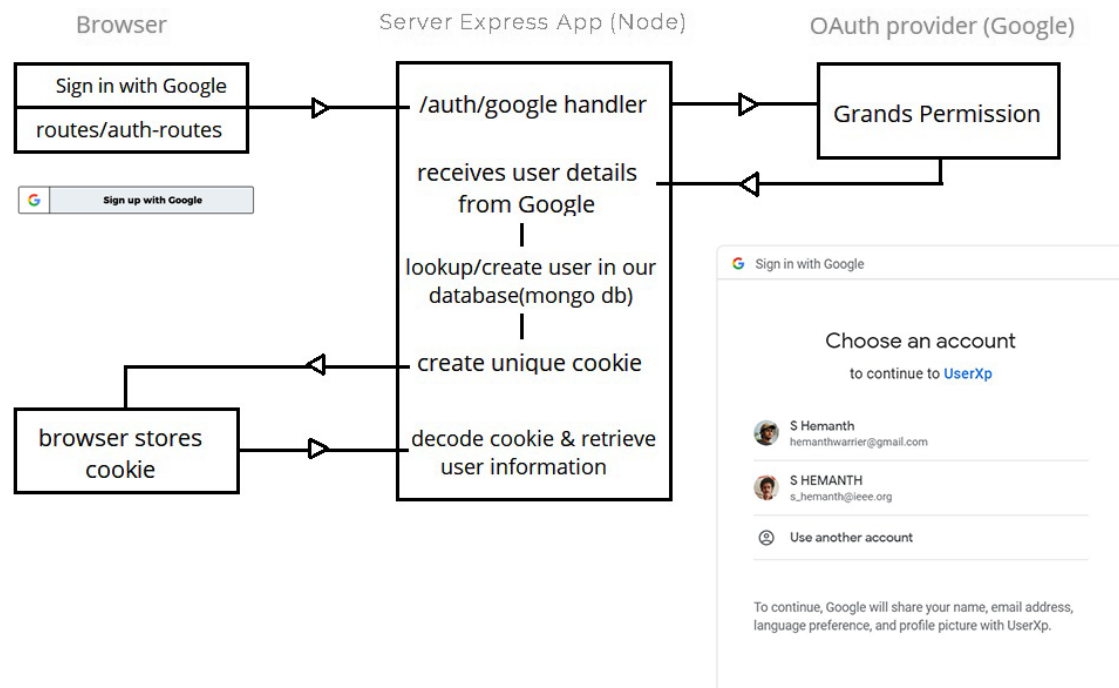 Browser
Server Express App (Node)
OAuth provider (Google)
Sign in with Google
routes/auth-routes
Sign up with Google
/auth/google handler
receives user details
from Google
lookup/create user in our
database(mongo db)
create unique cookie
decode cookie & retrieve
user information
Grands Permission
browser stores
cookie
Sign in with Google
Choose an account
to continue to UserXp
S Hemanth
hemanthwarrier@gmail.com
S HEMANTH
s_hemanth@ieee.org
Use another account
To continue, Google will share your name, email address,
language preference, and profile picture with UserXp.